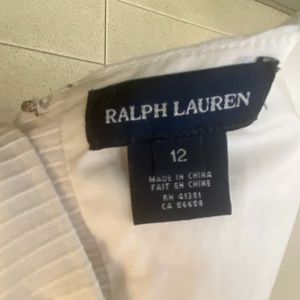 RALPH LAUREN
12
MADE IN CHINA
FAIT EN CHINE
RN 41381
CA 56658